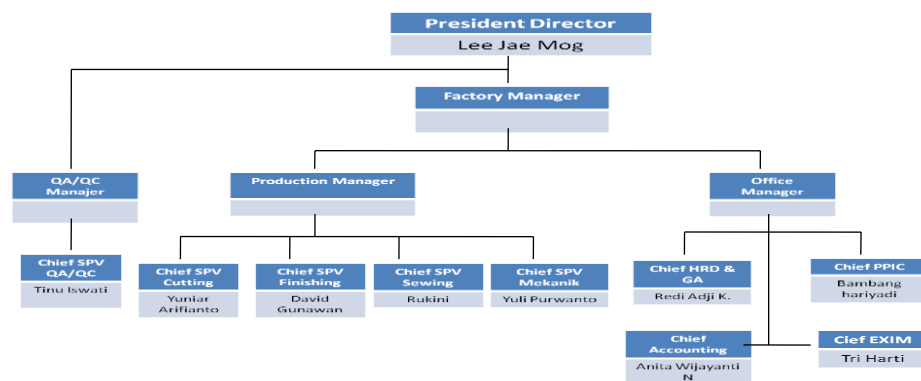 President Director
Lee Jae Mog
Factory Manager
QA/QC
Manajer
Production Manager
Office
Manager
Chief SPV
QA/QC
Tinu Iswati
Chief SPV
Cutting
Yuniar
Arifianto
Chief SPV
Finishing
David
Gunawan
Chief SPV
Sewing
Rukini
Chief SPV
Mekanik
Yuli Purwanto
Chief HRD &
GA
Redi Adji K.
Chief PPIC
Bambang
hariyadi
Chief
Accounting
Anita Wijayanti
N
Cief EXIM
Tri Harti